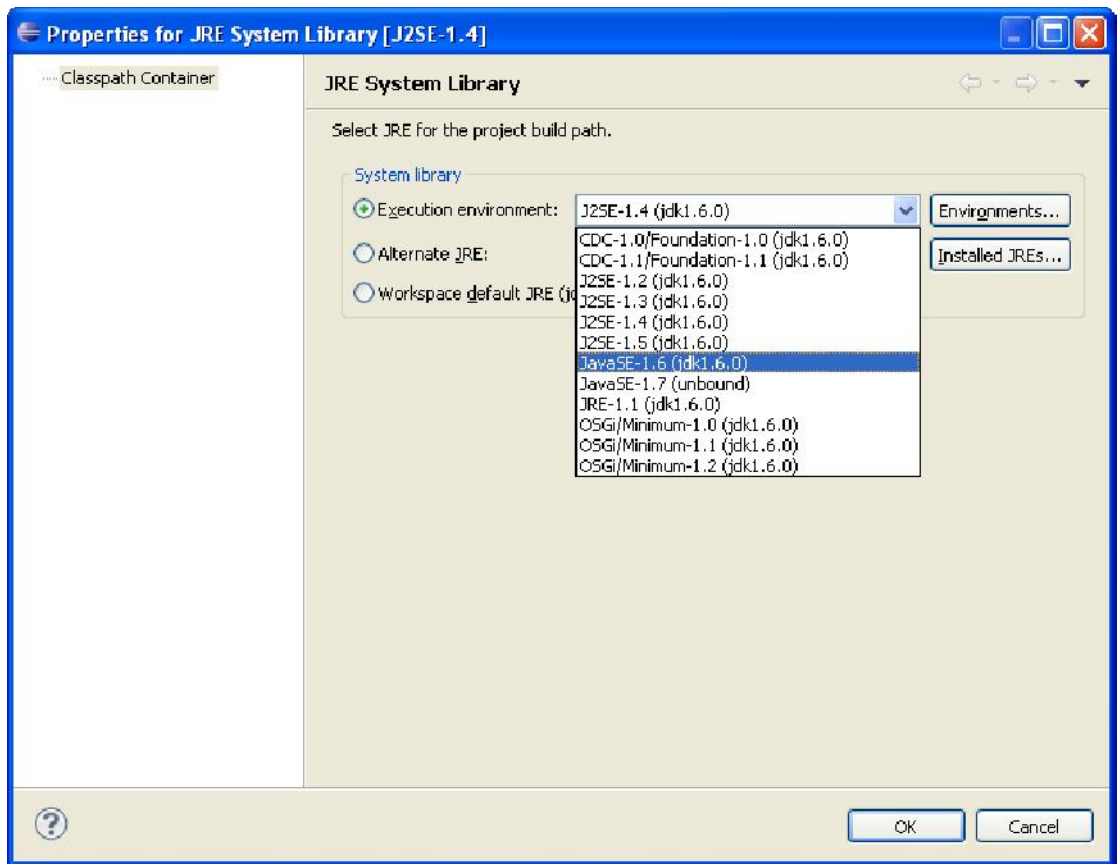 Properties for JRE System Library [J2SE-1.4]
Classpath Container
JRE System Library
Select JRE for the project build path.
System library
Execution environment:
J2SE-1.4 (jdk1.6.0)
Environments...
CDC-1.0/Foundation-1.0 (jdk1.6.0)
Alternate JRE:
CDC-1.1/Foundation-1.1 (jdk1.6.0)
Installed JREs...
J2SE-1.2 (jdk1.6.0)
Workspace default JRE (jd
J2SE-1.3 (jdk1.6.0)
J2SE-1.4 (jdk1.6.0)
J2SE-1.5 (jdk1.6.0)
JavaSE-1.6 (jdk1.6.0)
JavaSE-1.7 (unbound)
JRE-1.1 (jdk1.6.0)
OSGi/Minimum-1.0 (jdk1.6.0)
OSGi/Minimum-1.1 (jdk1.6.0)
OSGi/Minimum-1.2 (jdk1.6.0)
?
OK
Cancel